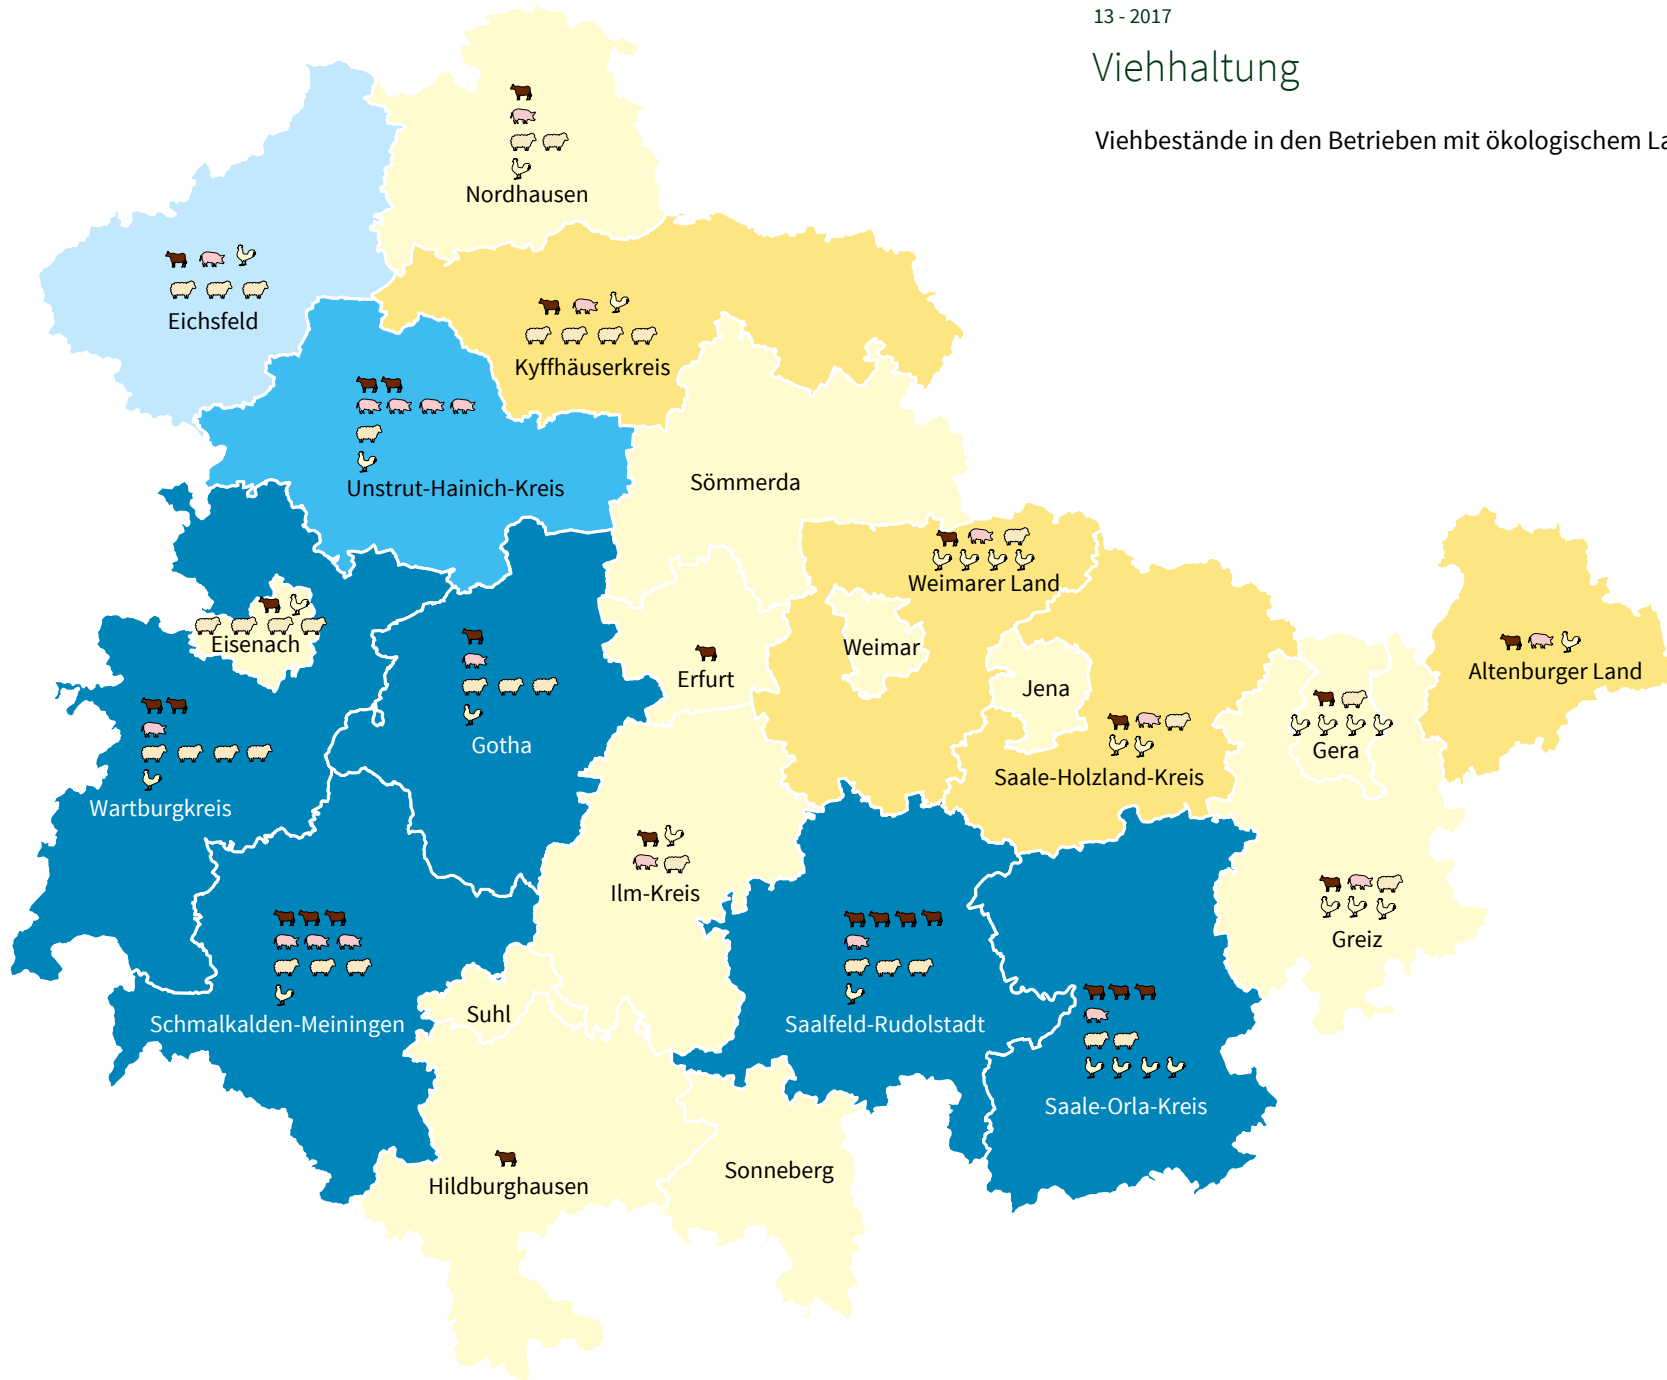 13 - 2017
Viehhaltung
Viehbestände in den Betrieben mit ökologischem
Nordhausen
Eichsfeld
Kyffhäuserkreis
Unstrut-Hainich-Kreis
Sömmerda
Weimarer Land
Eisenach
Weimar
Erfurt
Jena
Altenburger Land
Gotha
Gera
Saale-Holzland-Kreis
Wartburgkreis
Ilm-Kreis
Greiz
Suhl
Schmalkalden-Meiningen
Saalfeld-Rudolstadt
Saale-Orla-Kreis
Sonneberg
Hildburghausen